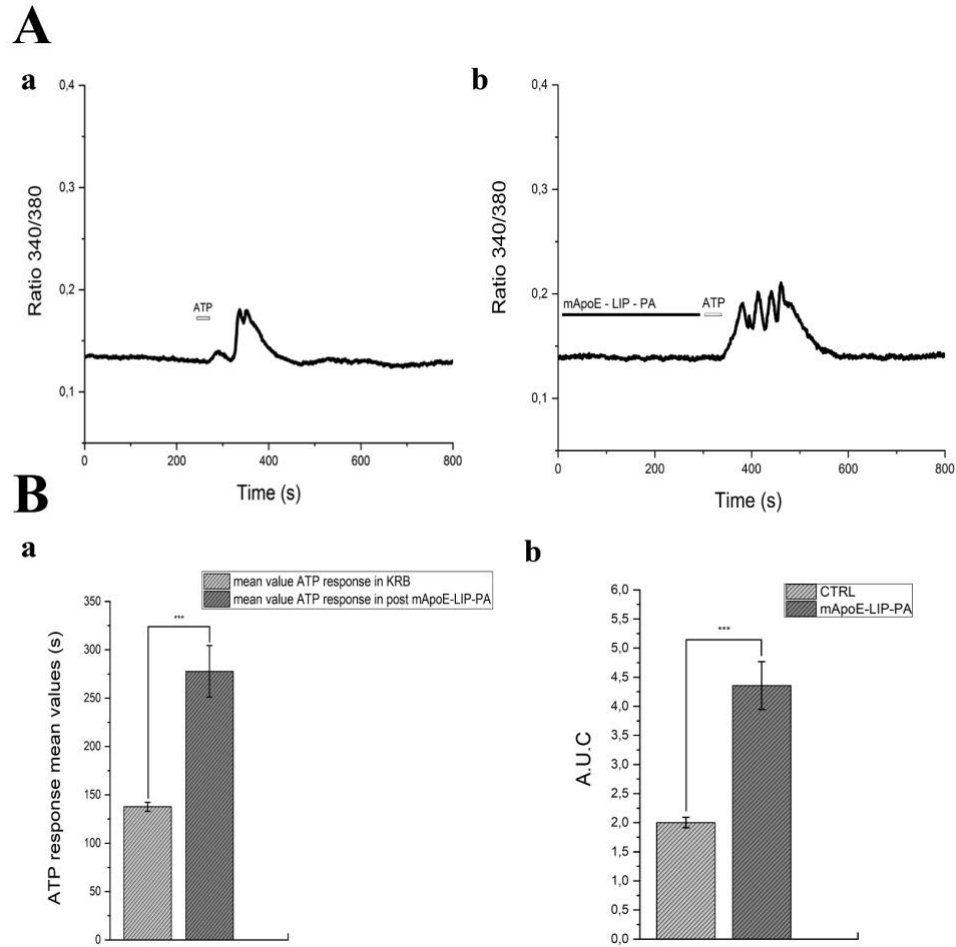 A
a
0,4
0,3
0,2
0,1
Ratio 340/380
ATP
0 200 400 600 800
Time (s)
b
0,4
0,3
0,2
0,1
Ratio 340/380
mApoE - LIP - PA ATP
0 200 400 600 800
Time (s)
B
a
mean value ATP response in KRB
mean value ATP response in post mApoE-LIP-PA
350
300
250
200
150
100
50
0
ATP response mean values (s)
***
b
CTRL
mApoE-LIP-PA
6,0
5,5
5,0
4,5
4,0
3,5
3,0
2,5
2,0
1,5
1,0
0,5
0,0
A.U.C
***